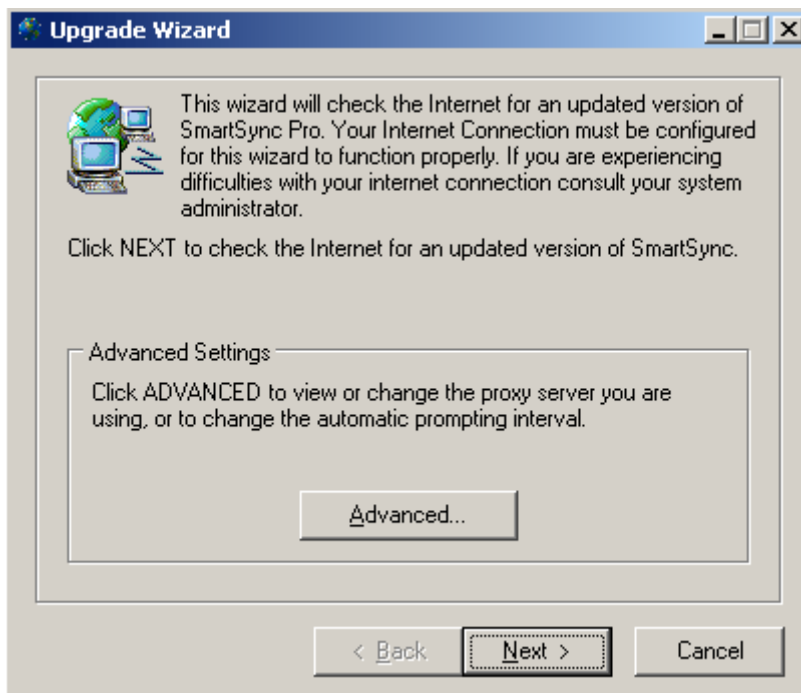 Upgrade Wizard
This wizard will check the Internet for an updated version of
SmartSync Pro. Your Internet Connection must be configured
for this wizard to function properly. If you are experiencing
difficulties with your internet connection consult your system
administrator.
Click NEXT to check the Internet for an updated version of SmartSync.
Advanced Settings
Click ADVANCED to view or change the proxy server you are
using, or to change the automatic prompting interval.
Advanced...
< Back
Next >
Cancel